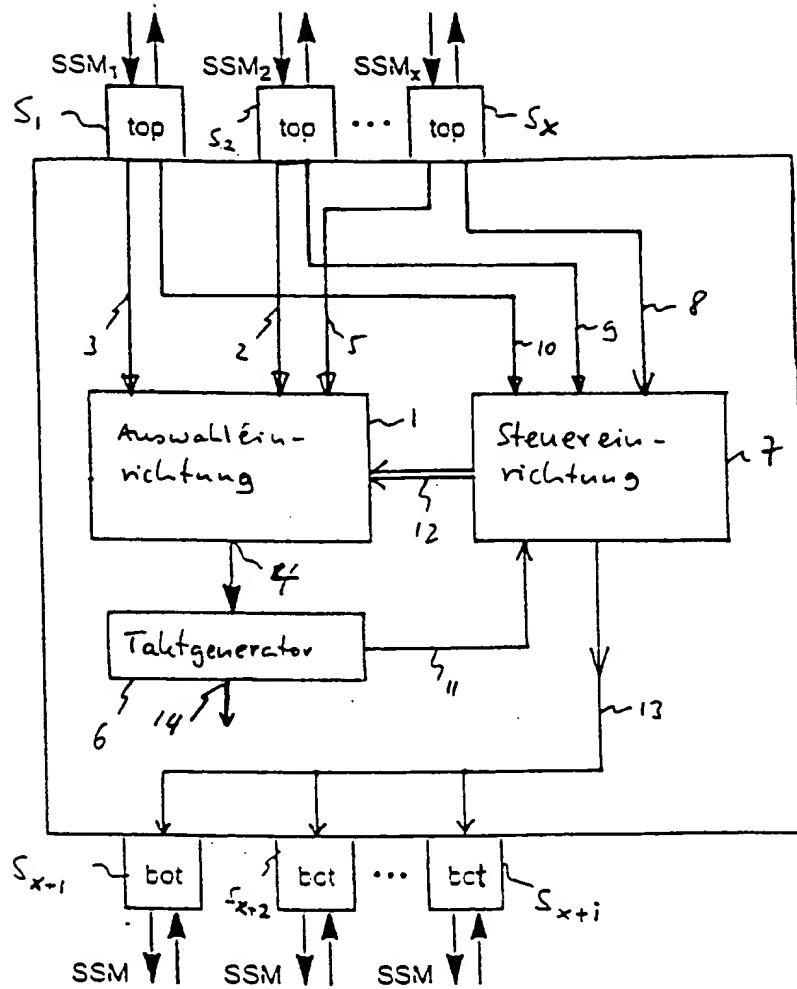 SSM₁ SSM₂ SSMₓ
S₁ top S₂ top ••• top Sₓ
3 2 5 10 9 8
Auswahlein-
richtung
1
Steuerein-
richtung
7
12
4
Taktgenerator
6 14 11 13
Sₓ₊₁ bot Sₓ₊₂ bot ••• bot Sₓ₊ᵢ
SSM SSM SSM